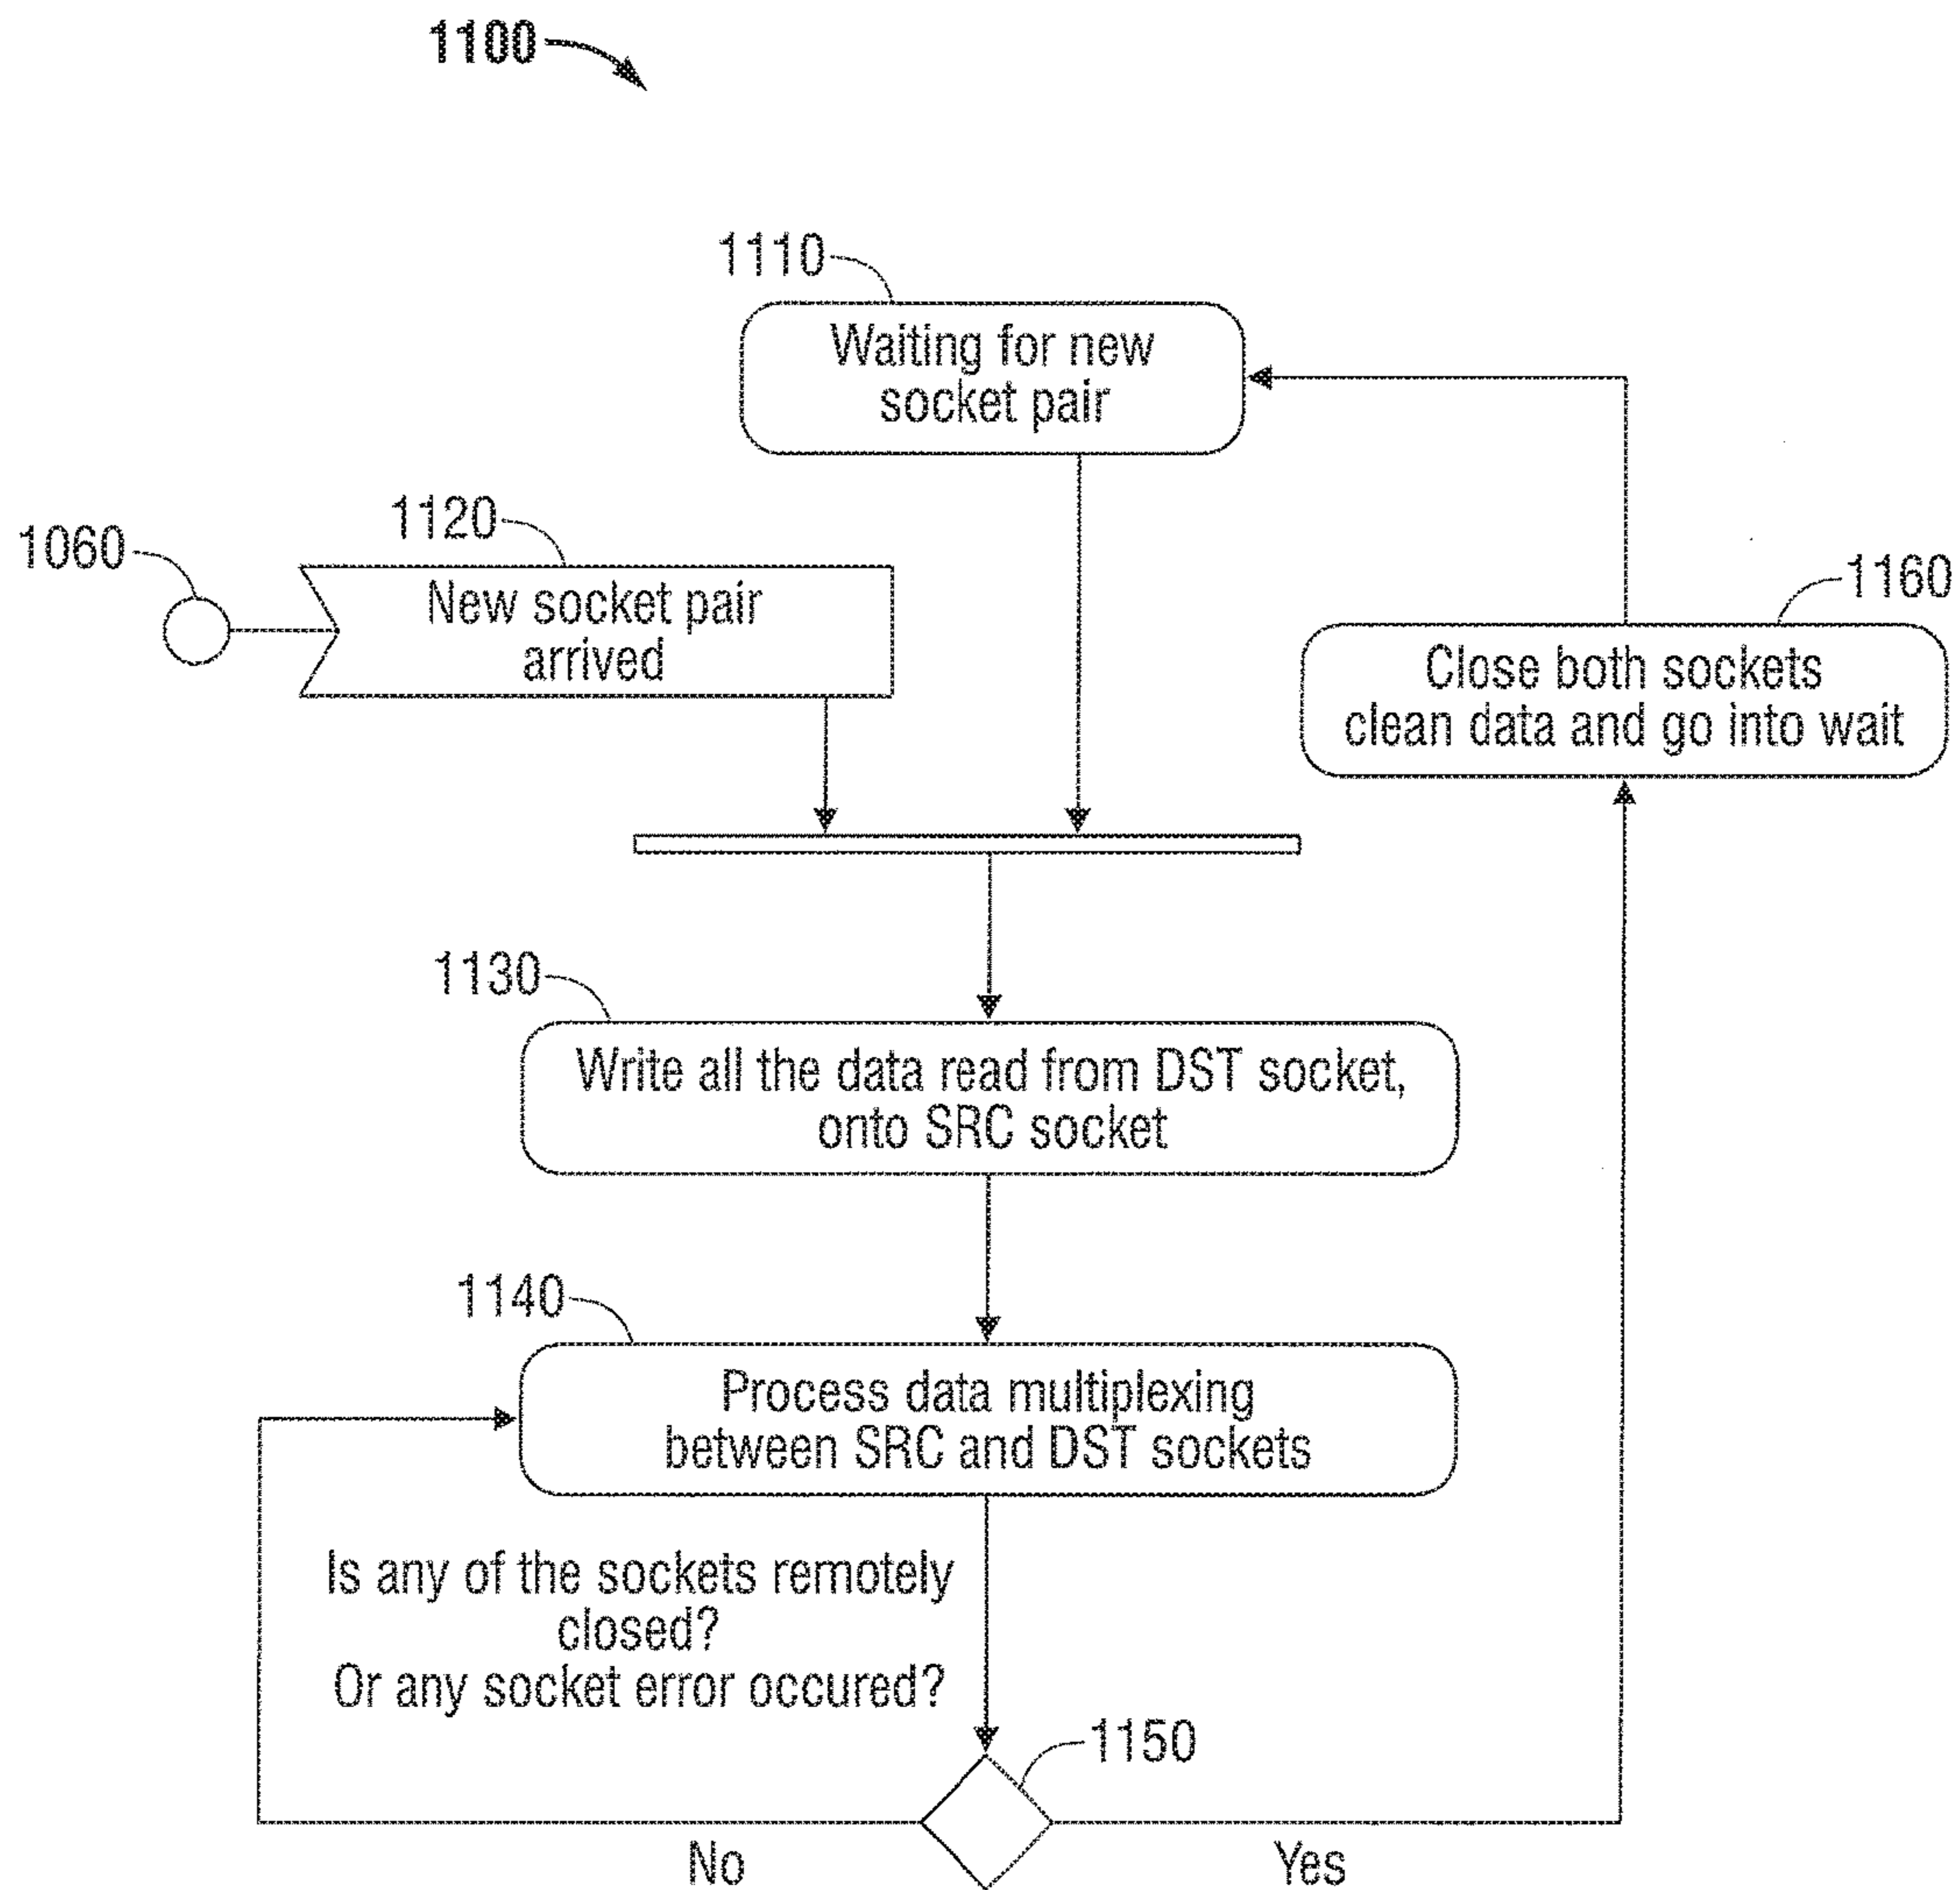 1100
1110
Waiting for new
socket pair
1120
1060
New socket pair
arrived
1160
Close both sockets
clean data and go into wait
1130
Write all the data read from DST socket,
onto SRC socket
1140
Process data multiplexing
between SRC and DST sockets
Is any of the sockets remotely
closed?
Or any socket error occured?
1150
No
Yes